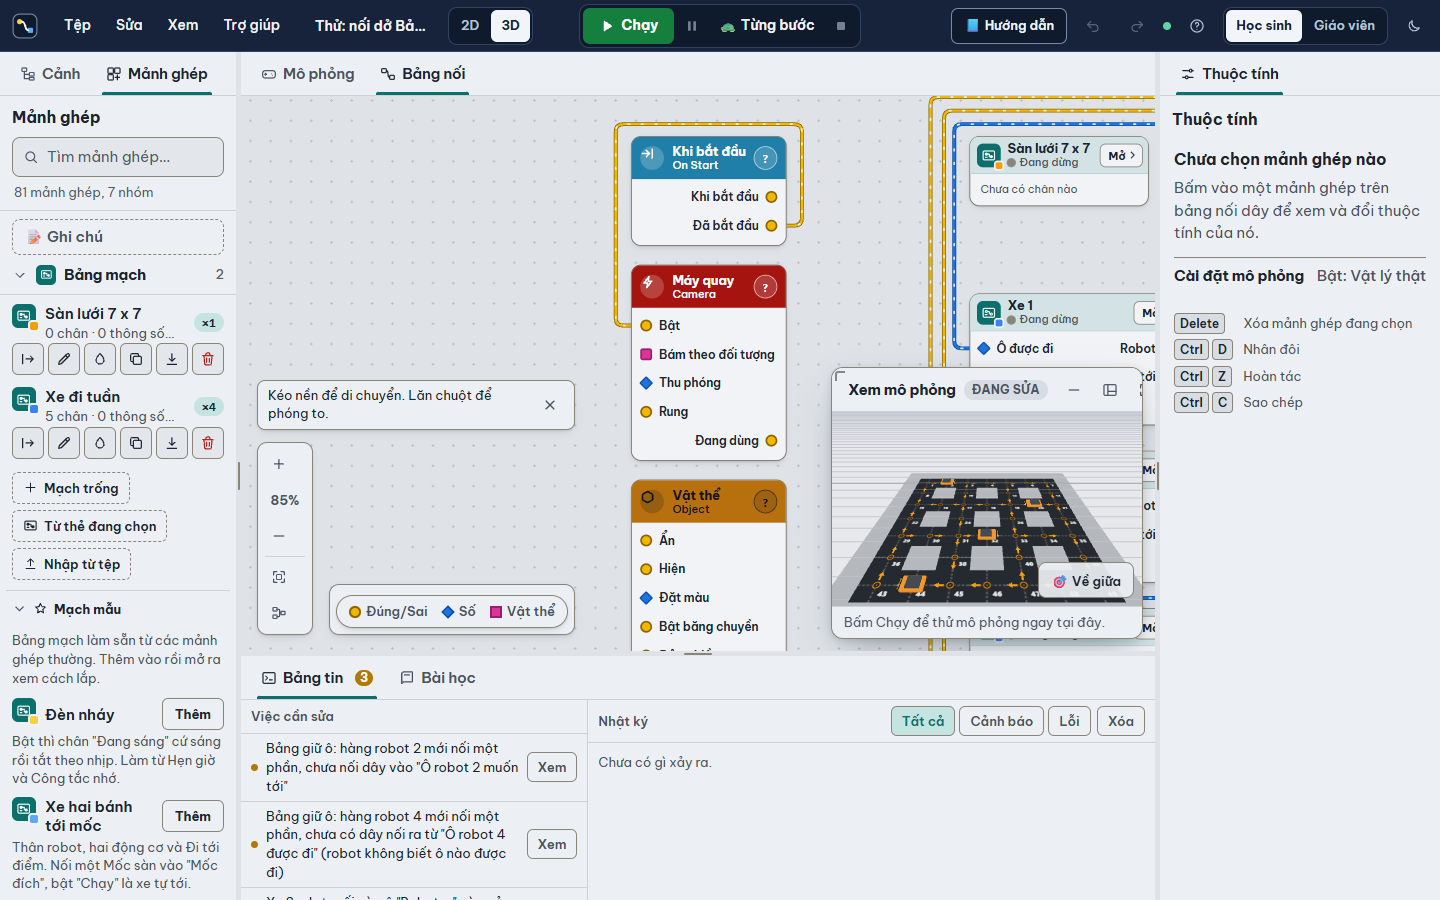 Tệp Sửa Xem Trợ giúp Thử: nối dở Bả... 2D 3D Chạy Từng bước Hướng dẫn Học sinh Giáo viên
Cảnh Mảnh ghép
Mảnh ghép
Tìm mảnh ghép...
81 mảnh ghép, 7 nhóm
Ghi chú
Bảng mạch 2
Sàn lưới 7 x 7
0 chân · 0 thông số...
×1
Xe đi tuần
5 chân · 0 thông số...
×4
Mạch trống
Từ thẻ đang chọn
Nhập từ tệp
Mạch mẫu
Bảng mạch làm sẵn từ các mảnh
ghép thường. Thêm vào rồi mở ra
xem cách lắp.
Đèn nháy Thêm
Bật thì chân "Đang sáng" cứ sáng
rồi tắt theo nhịp. Làm từ Hẹn giờ
và Công tắc nhớ.
Xe hai bánh
tới mốc
Thêm
Thân robot, hai động cơ và Đi tới
điểm. Nối một Mốc sàn vào "Mốc
đích", bật "Chạy" là xe tự tới.
Mô phỏng Bảng nối
Khi bắt đầu
On Start
?
Khi bắt đầu
Đã bắt đầu
Máy quay
Camera
?
Bật
Bám theo đối tượng
Thu phóng
Rung
Đang dùng
Vật thể
Object
?
Ẩn
Hiện
Đặt màu
Bật băng chuyền
Sàn lưới 7 x 7
Đang dừng
Mở
Chưa có chân nào
Xe 1
Đang dừng
Ô được đi
Kéo nền để di chuyển. Lăn chuột để
phóng to.
85%
Đúng/Sai Số Vật thể
Xem mô phỏng ĐANG SỬA
Về giữa
Bấm Chạy để thử mô phỏng ngay tại đây.
Bảng tin 3 Bài học
Việc cần sửa
Bảng giữ ô: hàng robot 2 mới nối một
phần, chưa nối dây vào "Ô robot 2 muốn
tới"
Xem
Bảng giữ ô: hàng robot 4 mới nối một
phần, chưa có dây nối ra từ "Ô robot 4
được đi" (robot không biết ô nào được
đi)
Xem
Nhật ký Tất cả Cảnh báo Lỗi Xóa
Chưa có gì xảy ra.
Thuộc tính
Thuộc tính
Chưa chọn mảnh ghép nào
Bấm vào một mảnh ghép trên
bảng nối dây để xem và đổi thuộc
tính của nó.
Cài đặt mô phỏng Bật: Vật lý thật
Delete Xóa mảnh ghép đang chọn
Ctrl D Nhân đôi
Ctrl Z Hoàn tác
Ctrl C Sao chép